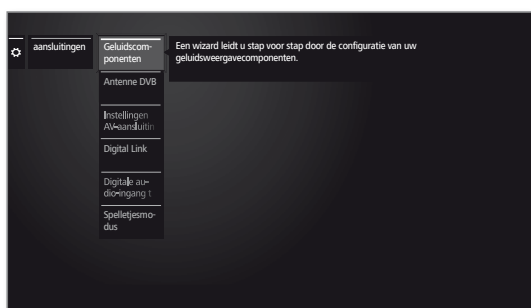 aansluitingen
Geluidscom-
ponenten
Een wizard leidt u stap voor stap door de configuratie van uw
geluidsweergavecomponenten.
Antenne DVB
Instellingen
AV-aansluitin
Digital Link
Digitale au-
dio-ingang t
Spelletjesmo-
dus